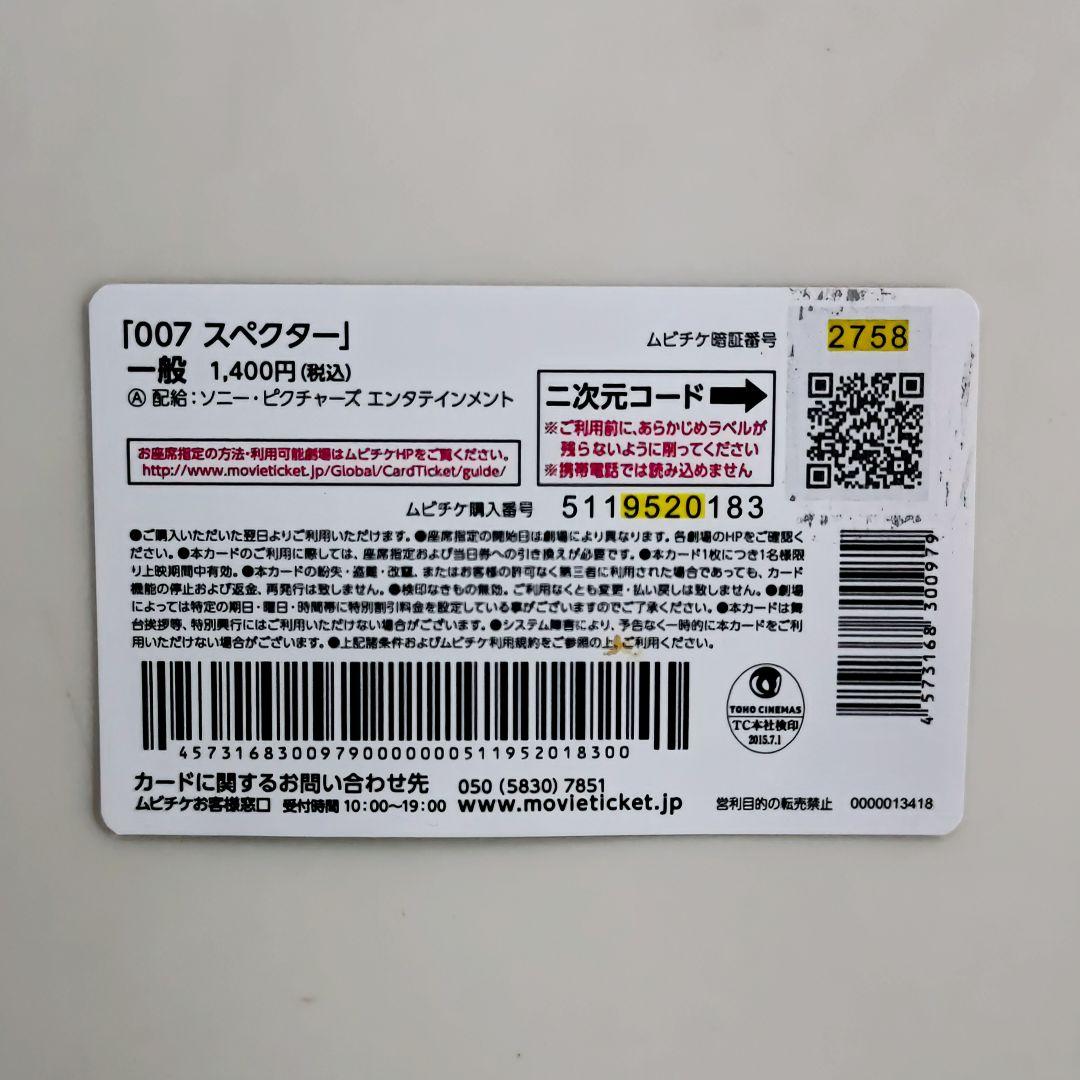 「007 スペクター」
一般 1,400円(税込)
Ⓐ 配給:ソニー・ピクチャーズ エンタテインメント
お座席指定の方法・利用可能劇場はムビチケHPをご覧ください。
http://www.movieticket.jp/Global/CardTicket/guide/
ムビチケ暗証番号
2758
二次元コード
※ご利用前に、あらかじめラベルが
残らないように削ってください
※携帯電話では読み込めません
ムビチケ購入番号 5119520183
●ご購入いただいた翌日よりご利用いただけます。●座席指定の開始日は劇場により異なります。各劇場のHPをご確認く
ださい。●本カードのご利用に際しては、座席指定および当日券への引き換えが必要です。●本カード1枚につき1名様限
り上映期間中有効。●本カードの紛失・盗難・改竄、またはお客様の許可なく第三者に利用された場合であっても、カード
機能の停止および返金、再発行は致しません。●検印なきもの無効。ご利用なくとも変更・払い戻しは致しません。●劇場
によっては特定の期日・曜日・時間帯に特別割引料金を設定している事がございますのでご了承ください。●本カードは舞
台挨拶等、特別興行にはご利用いただけない場合がございます。●システム障害により、予告なく一時的に本カードをご利
用いただけない場合がございます。●上記諸条件およびムビチケ利用規約をご参照の上、ご利用ください。
4573168300979000000051195201 8300
4 573168 300979
TOHO CINEMAS
TC本社検印
2015.7.1
カードに関するお問い合わせ先 050 (5830) 7851
ムビチケお客様窓口 受付時間 10:00～19:00 www.movieticket.jp
営利目的の転売禁止 0000013418